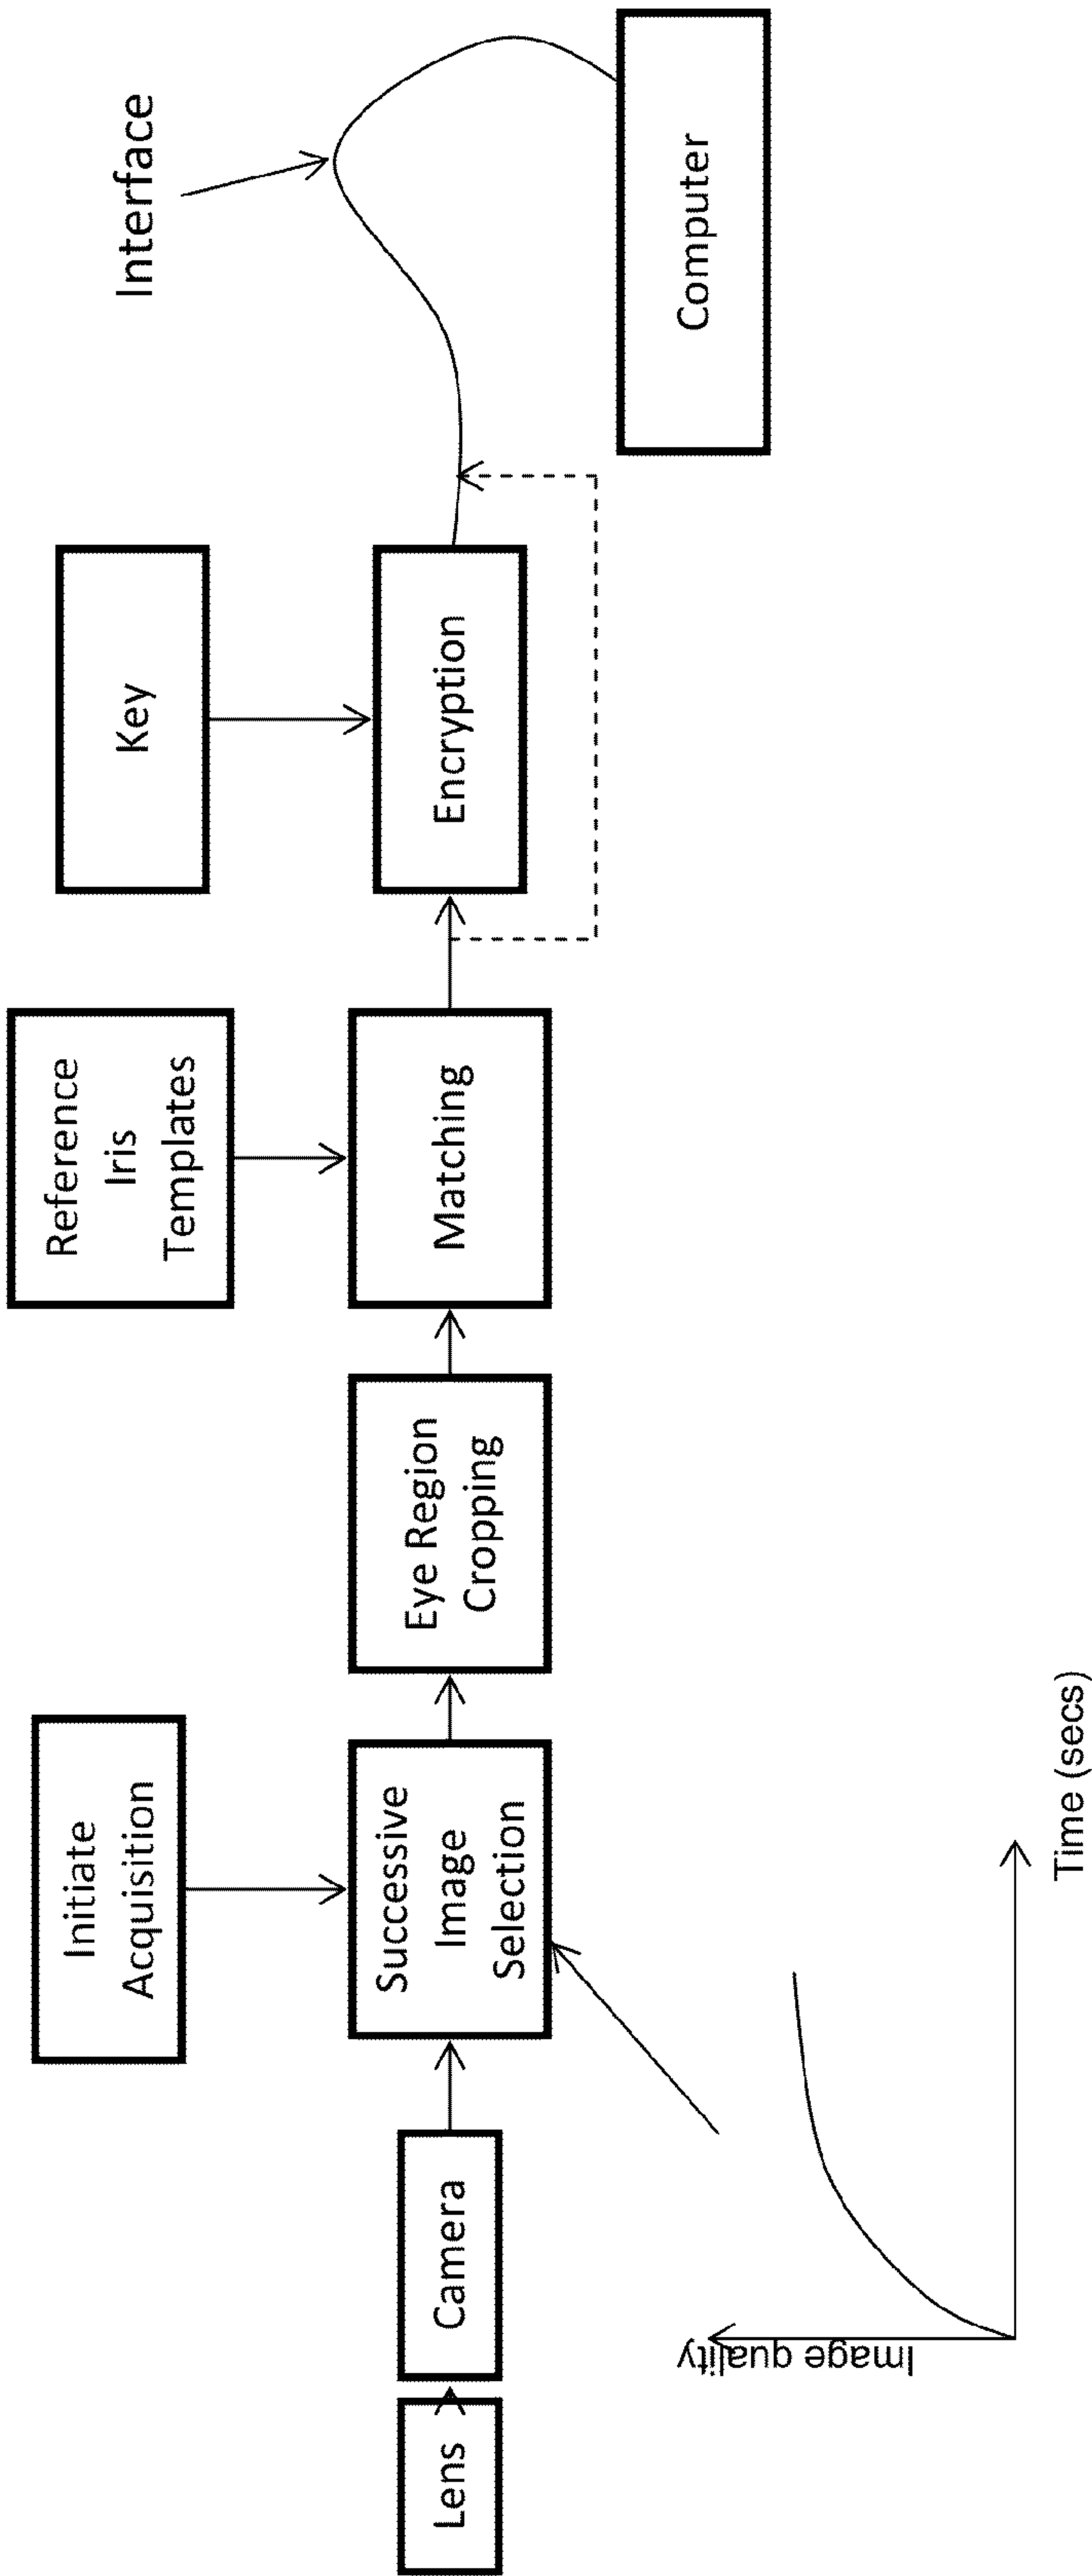 Interface
Reference
Iris
Templates
Key
Initiate
Acquisition
Lens
Camera
Successive
Image
Selection
Eye Region
Cropping
Matching
Encryption
Computer
Image quality
Time (secs)